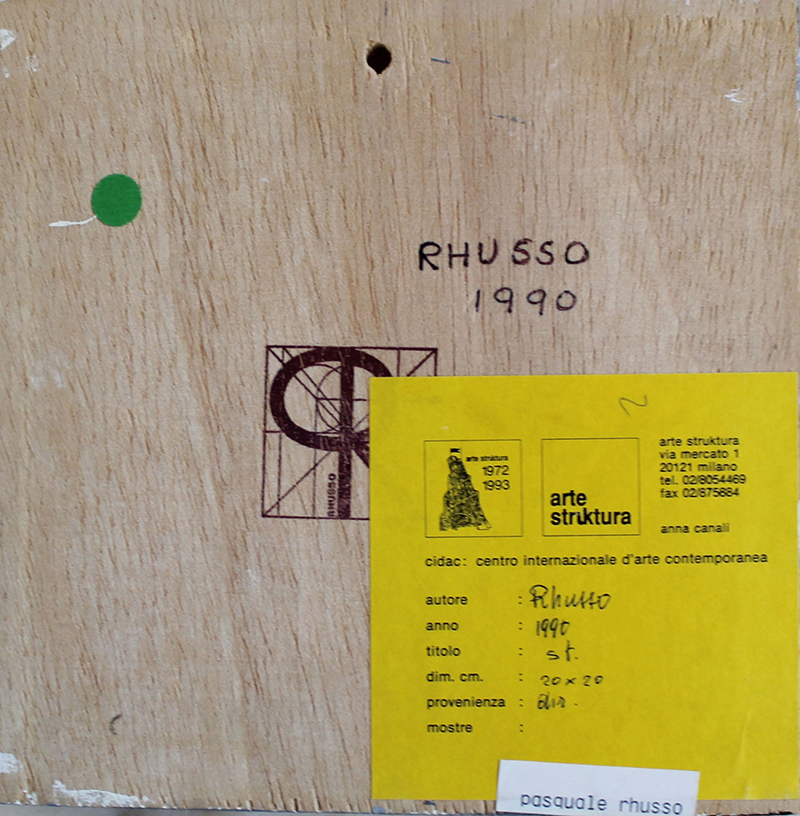 RHUSSO
1990
RHUSSO
arte struktura
1972
1993
arte
struktura
arte struktura
via mercato 1
20121 milano
tel. 02/8054469
fax 02/875684
anna canali
cidac: centro internazionale d'arte contemporanea
autore : Rhusso
anno : 1990
titolo : st.
dim. cm. : 20 x 20
provenienza :
mostre :
pasquale rhusso